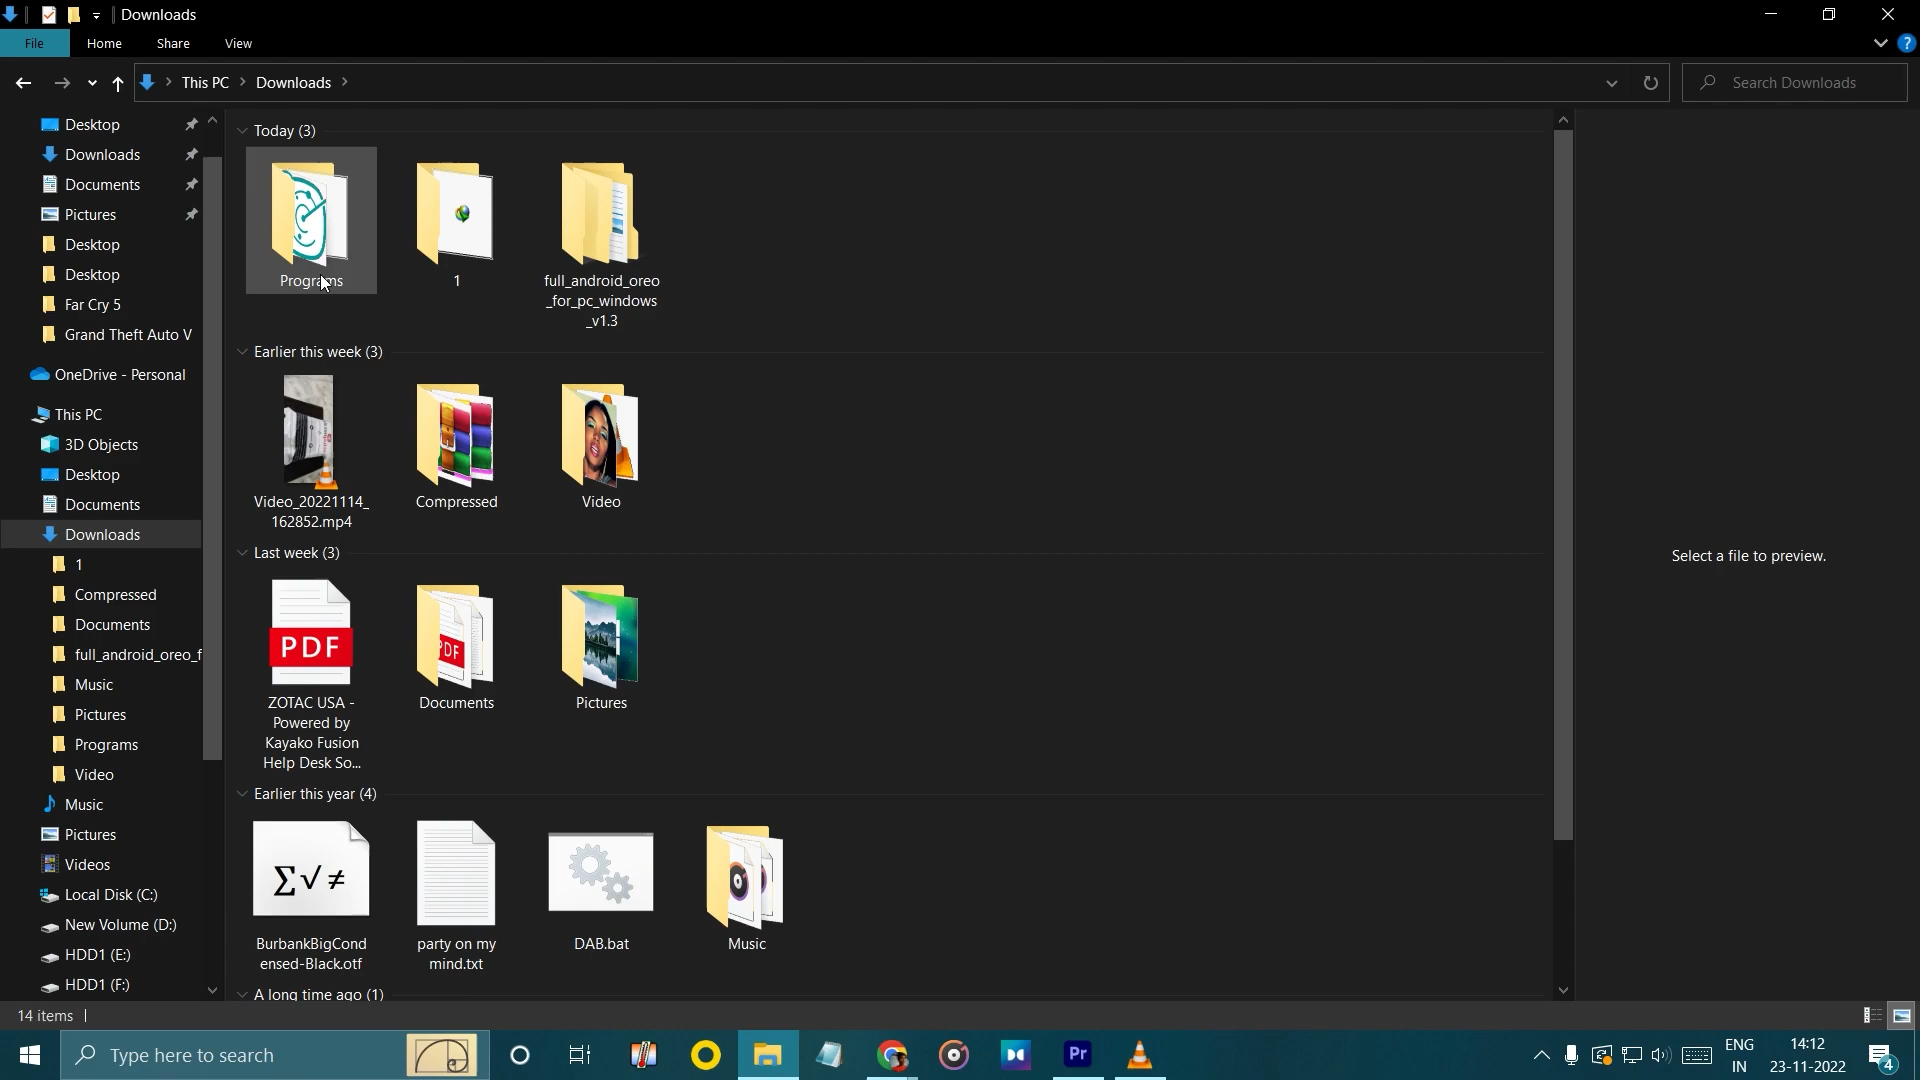 Downloads
File Home Share View
This PC Downloads
Search Downloads
Desktop
Downloads
Documents
Pictures
Desktop
Desktop
Far Cry 5
Grand Theft Auto V
OneDrive - Personal
This PC
3D Objects
Desktop
Documents
Downloads
1
Compressed
Documents
full_android_oreo_f
Music
Pictures
Programs
Video
Music
Pictures
Videos
Local Disk (C:)
New Volume (D:)
HDD1 (E:)
HDD1 (F:)
Today (3)
Programs
1
full_android_oreo
_for_pc_windows
_v1.3
Earlier this week (3)
Video_20221114_
162852.mp4
Compressed
Video
Last week (3)
PDF
ZOTAC USA -
Powered by
Kayako Fusion
Help Desk So...
PDF
Documents
Pictures
Earlier this year (4)
Σ√≠
BurbankBigCond
ensed-Black.otf
party on my
mind.txt
DAB.bat
Music
A long time ago (1)
Select a file to preview.
14 items
Type here to search
Pr
ENG
IN
14:12
23-11-2022
4